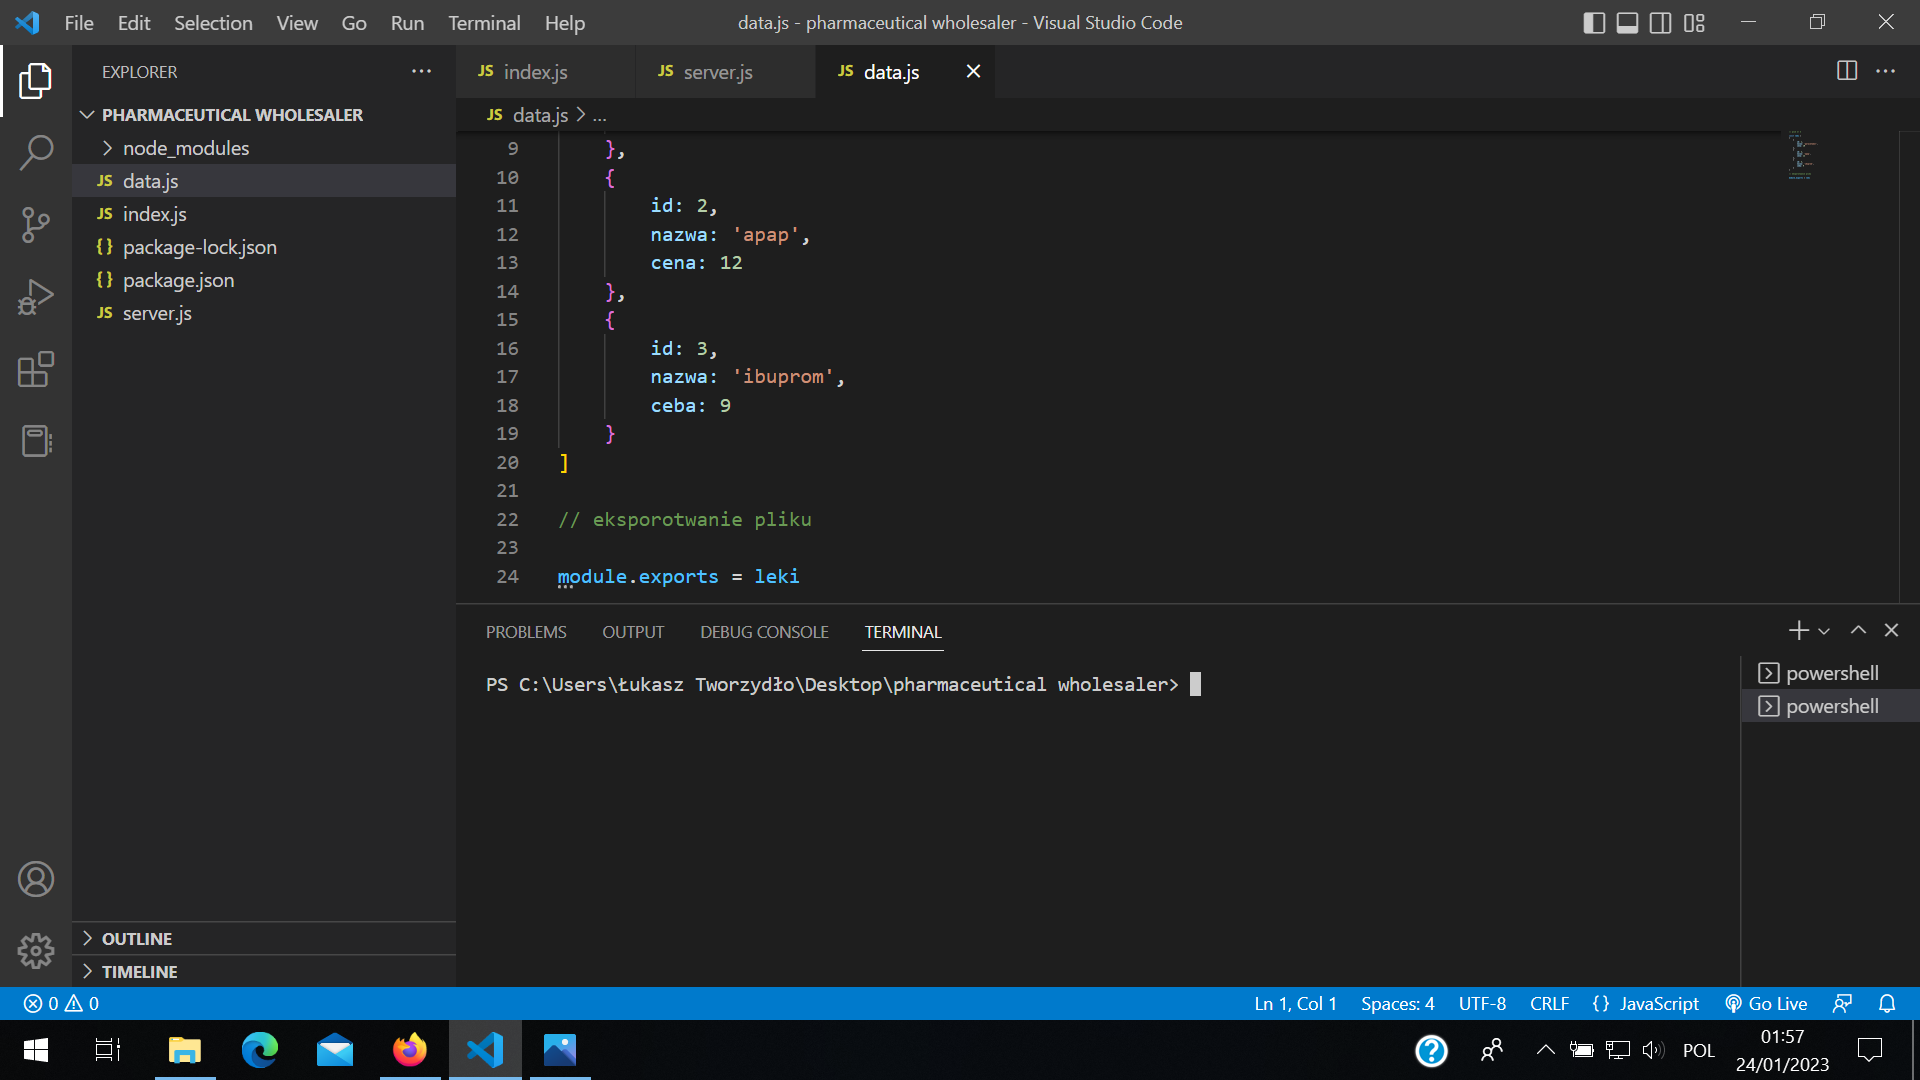 File Edit Selection View Go Run Terminal Help
data.js - pharmaceutical wholesaler - Visual Studio Code
EXPLORER
PHARMACEUTICAL WHOLESALER
node_modules
JS data.js
JS index.js
{} package-lock.json
{} package.json
JS server.js
OUTLINE
TIMELINE
JS index.js
JS server.js
JS data.js
JS data.js > ...
9 },
10 {
11 id: 2,
12 nazwa: 'apap',
13 cena: 12
14 },
15 {
16 id: 3,
17 nazwa: 'ibuprom',
18 ceba: 9
19 }
20 ]
21
22 // eksporotwanie pliku
23
24 module.exports = leki
PROBLEMS OUTPUT DEBUG CONSOLE TERMINAL
PS C:\Users\Łukasz Tworzydło\Desktop\pharmaceutical wholesaler>
powershell
powershell
0 0
Ln 1, Col 1 Spaces: 4 UTF-8 CRLF {} JavaScript Go Live
POL
01:57
24/01/2023